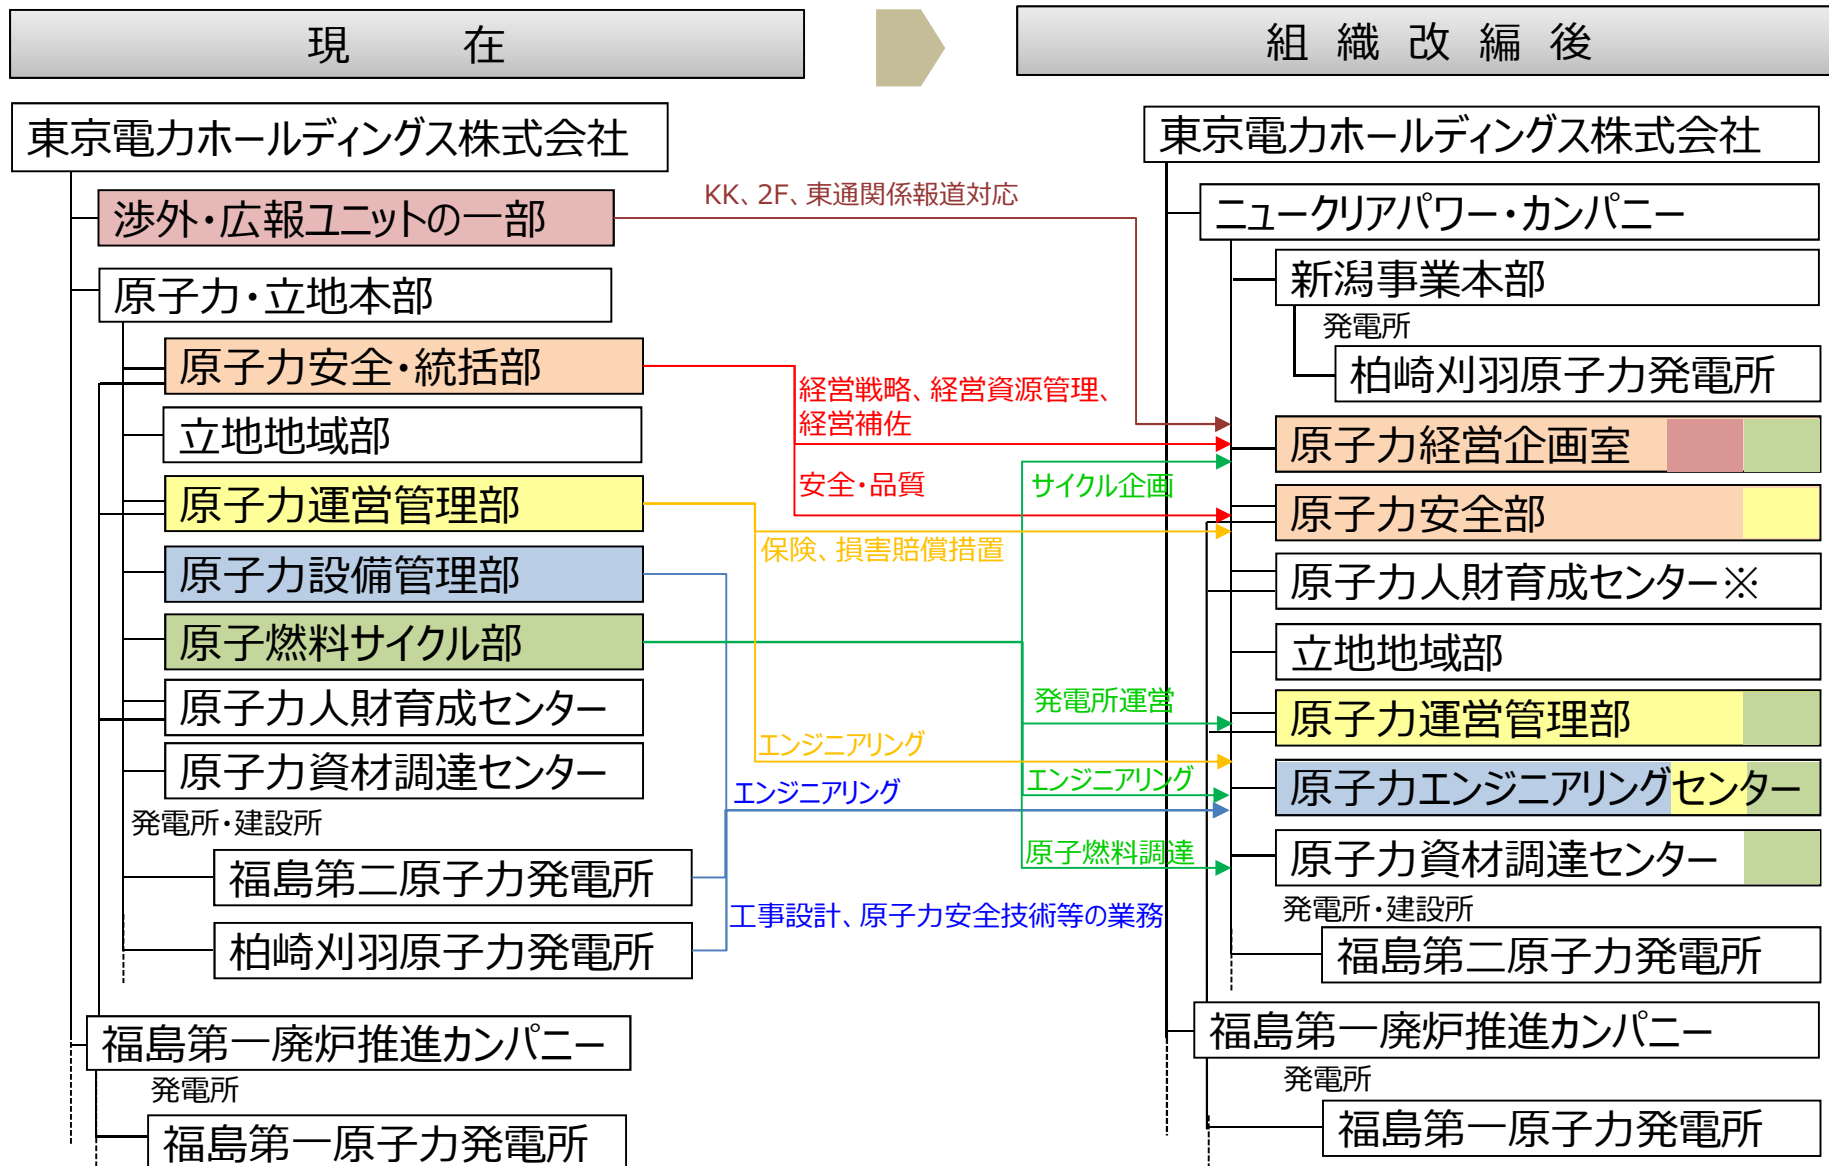 現在
東京電力ホールディングス株式会社
渉外・広報ユニットの一部
原子力・立地本部
原子力安全・統括部
立地地域部
原子力運営管理部
原子力設備管理部
原子燃料サイクル部
原子力人財育成センター
原子力資材調達センター
発電所・建設所
福島第二原子力発電所
柏崎刈羽原子力発電所
福島第一廃炉推進カンパニー
発電所
福島第一原子力発電所
KK、2F、東通関係報道対応
経営戦略、経営資源管理、
経営補佐
安全・品質
サイクル企画
保険、損害賠償措置
発電所運営
エンジニアリング
エンジニアリング
エンジニアリング
原子燃料調達
工事設計、原子力安全技術等の業務
組織改編後
東京電力ホールディングス株式会社
ニュークリアパワー・カンパニー
新潟事業本部
発電所
柏崎刈羽原子力発電所
原子力経営企画室
原子力安全部
原子力人財育成センター※
立地地域部
原子力運営管理部
原子力エンジニアリングセンター
原子力資材調達センター
発電所・建設所
福島第二原子力発電所
福島第一廃炉推進カンパニー
発電所
福島第一原子力発電所